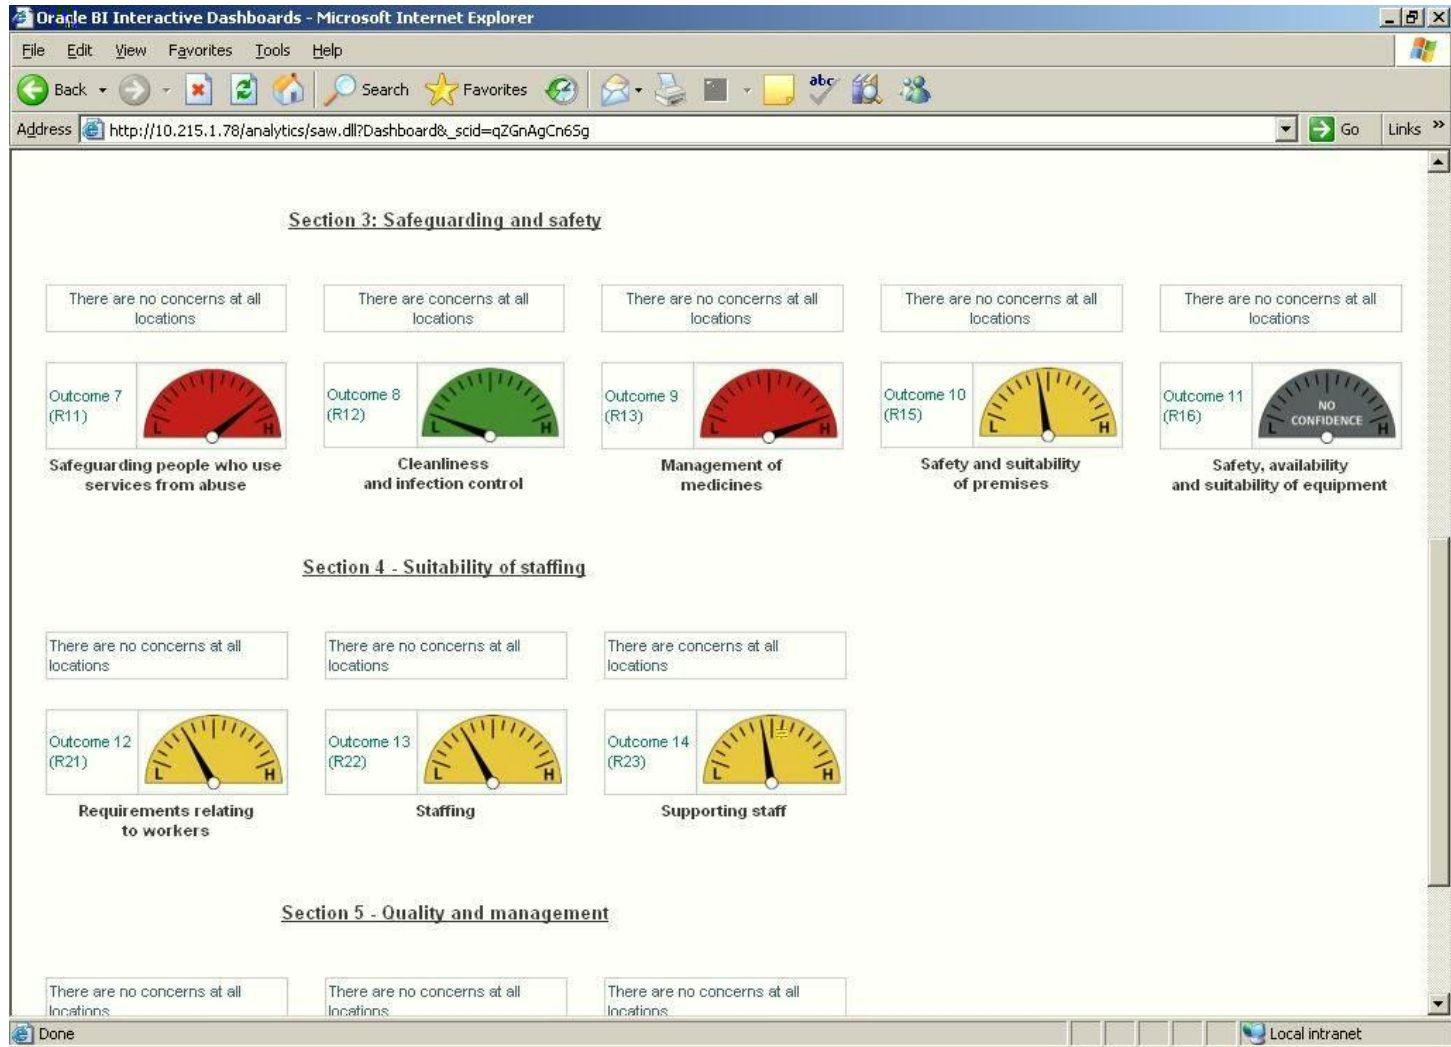 Oracle BI Interactive Dashboards - Microsoft Internet Explorer
File Edit View Favorites Tools Help
Back Search Favorites abc
Address http://10.215.1.78/analytics/saw.dll?Dashboard&_scid=qZGnAgCn6Sg Go Links »
Section 3: Safeguarding and safety
There are no concerns at all
locations
There are concerns at all
locations
There are no concerns at all
locations
There are no concerns at all
locations
There are no concerns at all
locations
Outcome 7
(R11)
L H
Outcome 8
(R12)
L H
Outcome 9
(R13)
L H
Outcome 10
(R15)
L H
Outcome 11
(R16)
NO
CONFIDENCE
L H
Safeguarding people who use
services from abuse
Cleanliness
and infection control
Management of
medicines
Safety and suitability
of premises
Safety, availability
and suitability of equipment
Section 4 - Suitability of staffing
There are no concerns at all
locations
There are no concerns at all
locations
There are concerns at all
locations
Outcome 12
(R21)
L H
Outcome 13
(R22)
L H
Outcome 14
(R23)
L H
Requirements relating
to workers
Staffing
Supporting staff
Section 5 - Quality and management
There are no concerns at all
locations
There are no concerns at all
locations
There are no concerns at all
locations
Done Local intranet